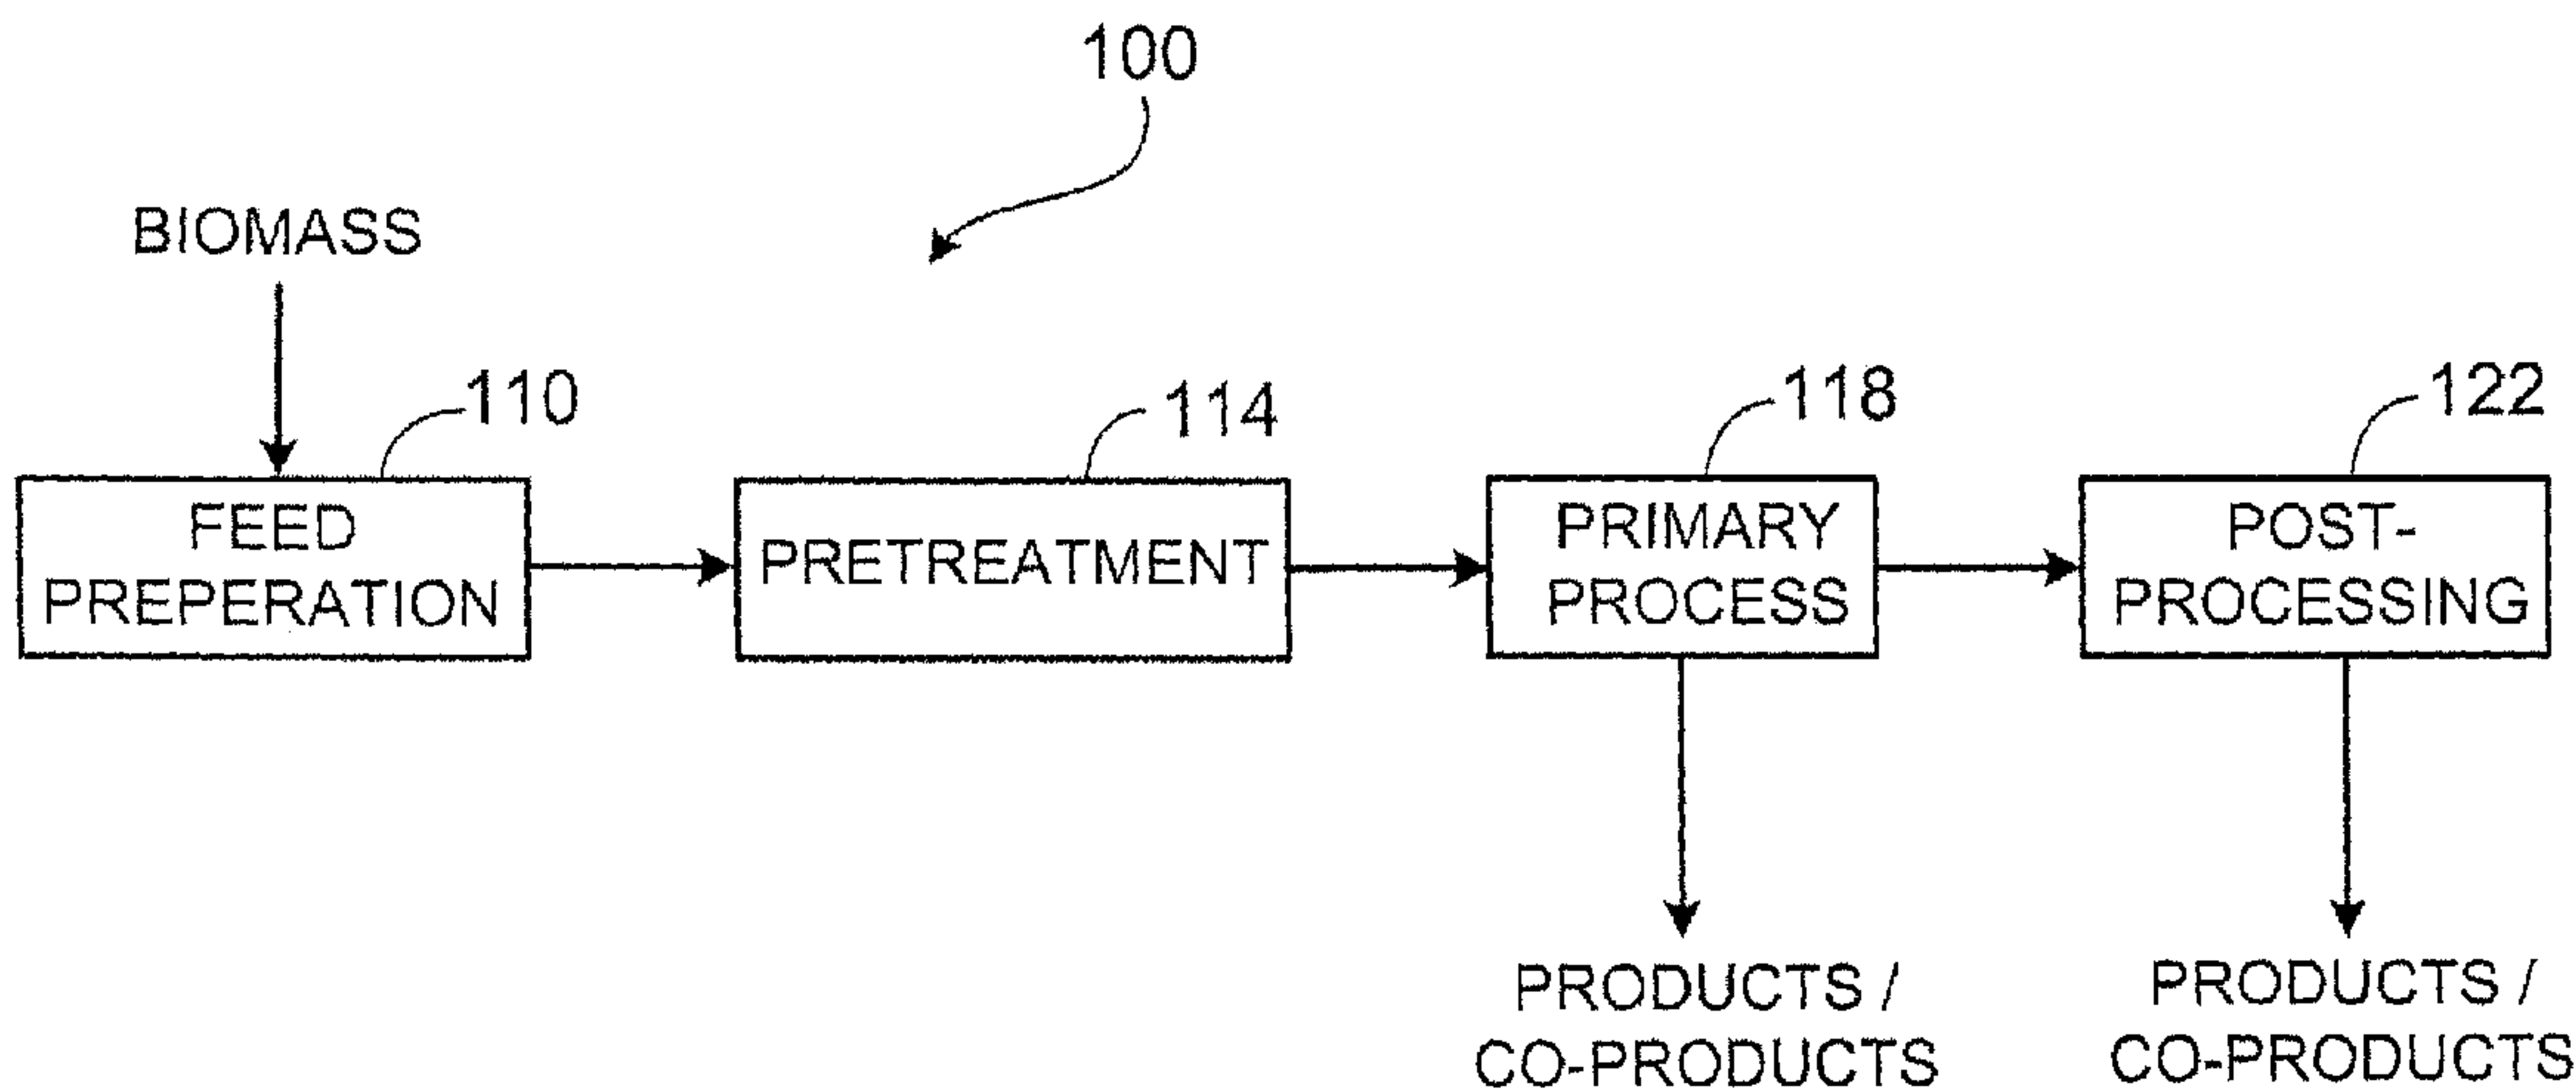 100
BIOMASS
110
114
118
122
FEED
PREPERATION
PRETREATMENT
PRIMARY
PROCESS
POST-
PROCESSING
PRODUCTS /
CO-PRODUCTS
PRODUCTS /
CO-PRODUCTS